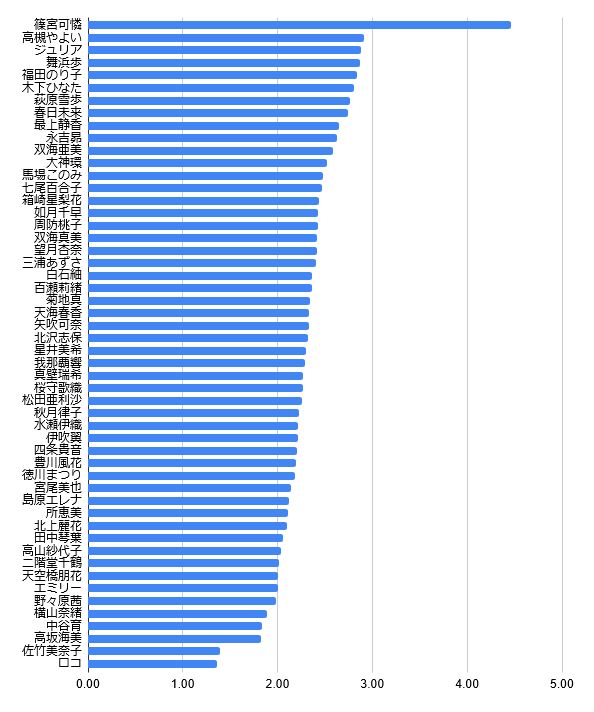 篠宮可憐
高槻やよい
ジュリア
舞浜歩
福田のり子
木下ひなた
萩原雪歩
春日未来
最上静香
永吉昴
双海亜美
大神環
馬場このみ
七尾百合子
箱崎星梨花
如月千早
周防桃子
双海真美
望月杏奈
三浦あずさ
白石紬
百瀬莉緒
菊地真
天海春香
矢吹可奈
北沢志保
星井美希
我那覇響
真壁瑞希
桜守歌織
松田亜利沙
秋月律子
水瀬伊織
伊吹翼
四条貴音
豊川風花
徳川まつり
宮尾美也
島原エレナ
所恵美
北上麗花
田中琴葉
高山紗代子
二階堂千鶴
天空橋朋花
エミリー
野々原茜
横山奈緒
中谷育
高坂海美
佐竹美奈子
ロコ
0.00 1.00 2.00 3.00 4.00 5.00